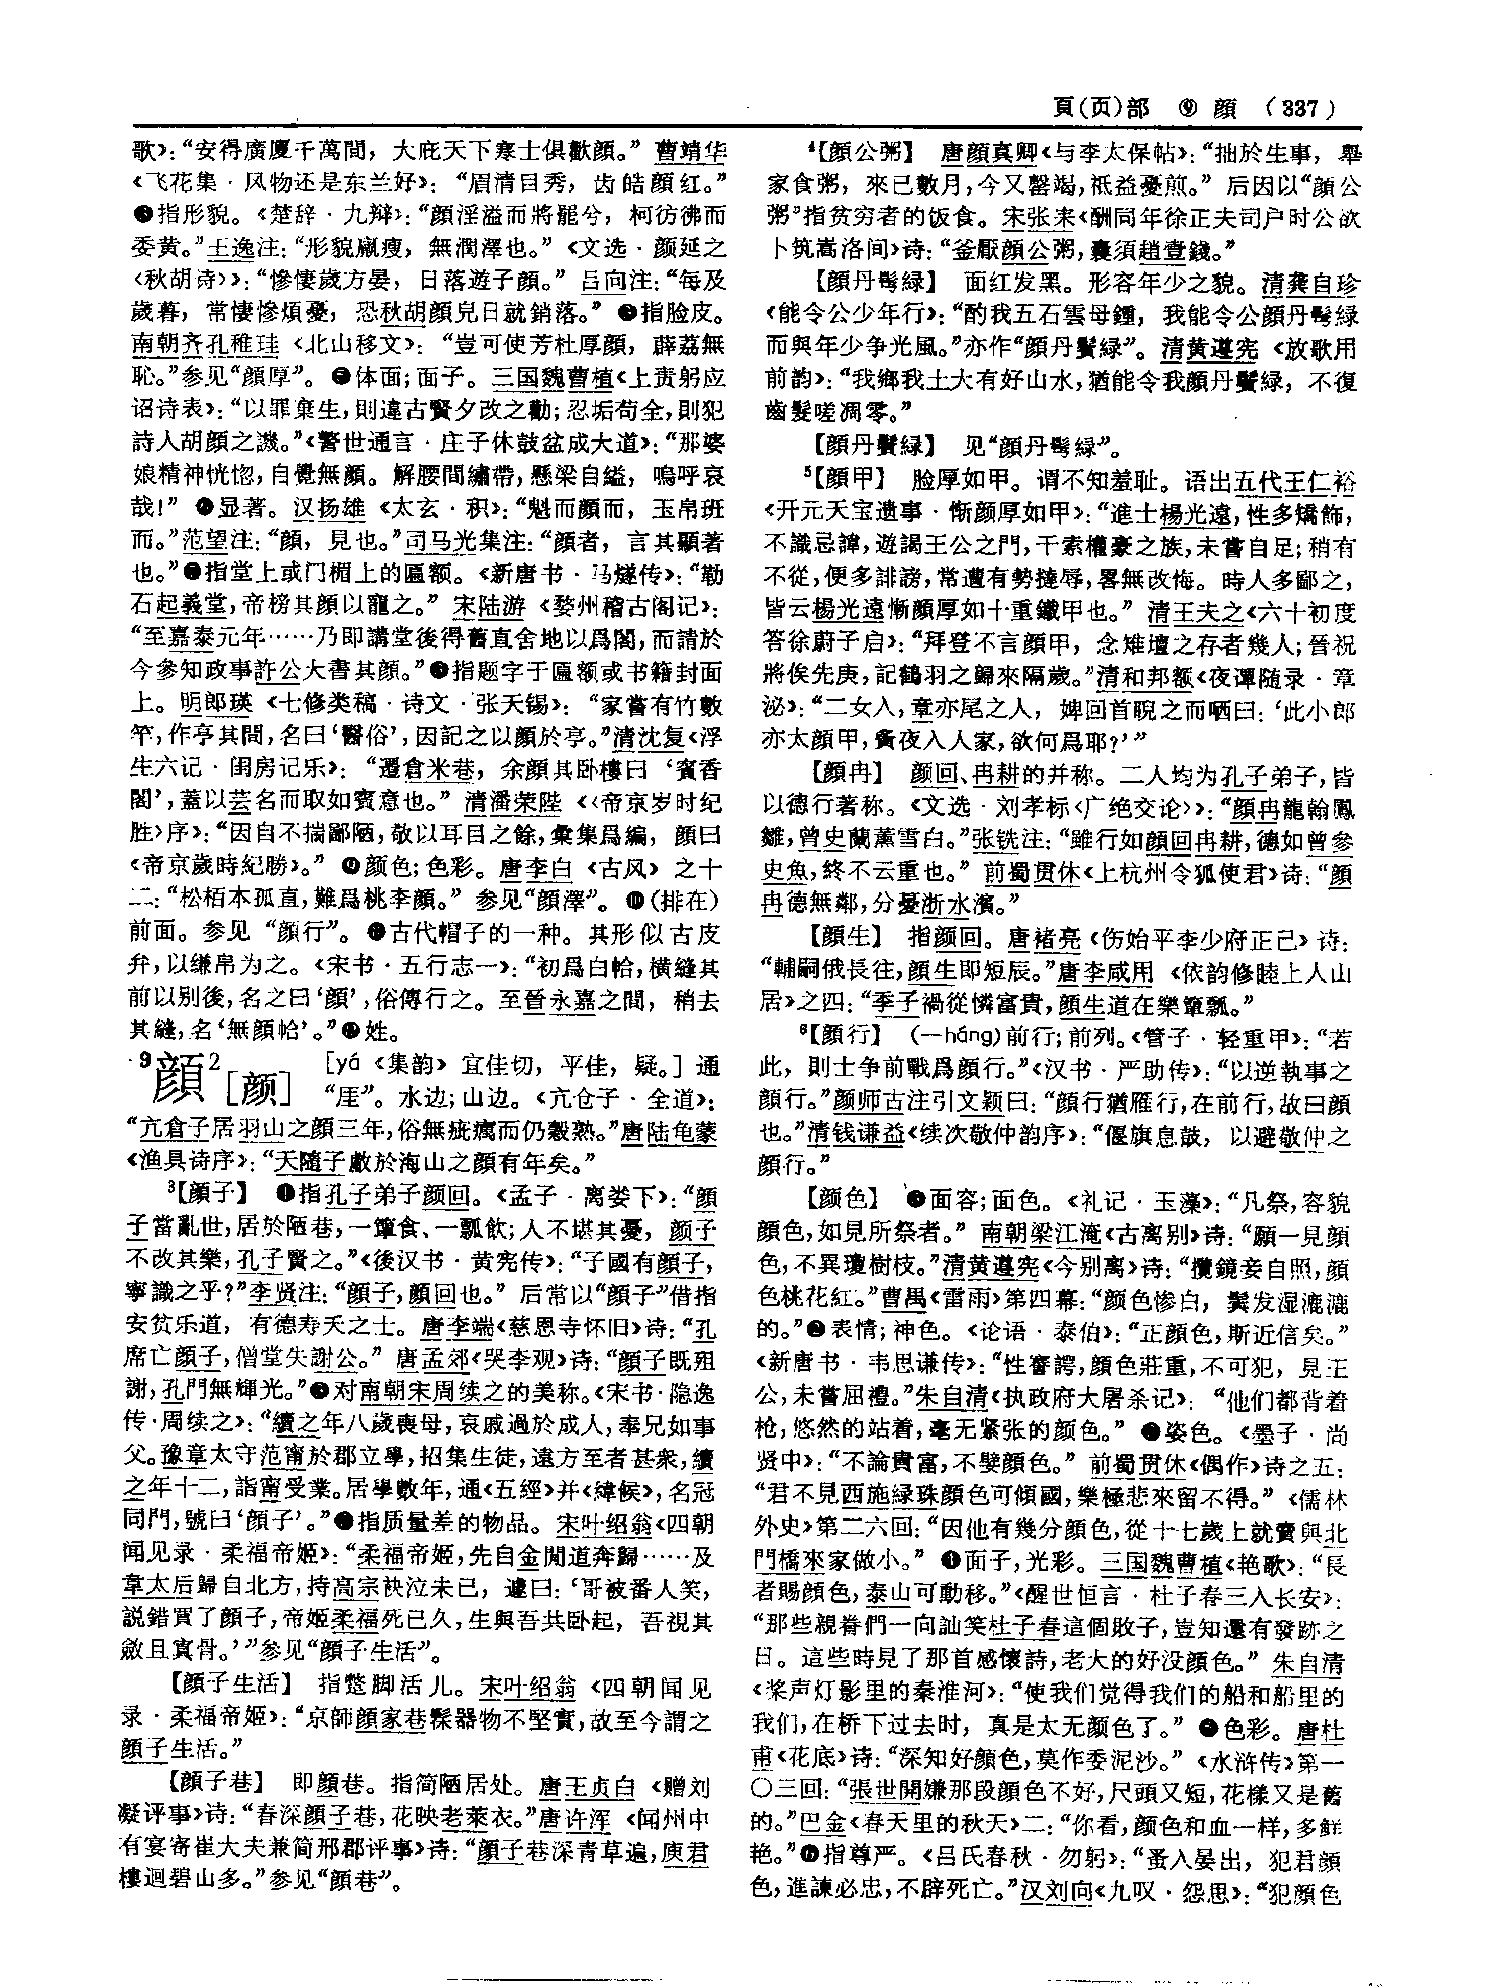 頁(页)部 ⑨ 顔 (337)
歌》：“安得廣厦千萬間，大庇天下寒士俱歡顔。”曹靖华
《飞花集·风物还是东兰好》：“眉清目秀，齿皓顔红。”
❸指形貌。《楚辞·九辩》：“顔淫溢而將罷兮，柯彷彿而
委黄。”王逸注：“形貌羸瘦，無潤澤也。”《文选·颜延之
〈秋胡诗〉》：“慘悽歲方晏，日落遊子顔。”吕向注：“每及
歲暮，常悽慘煩憂，恐秋胡顔皃日就銷落。”❹指脸皮。
南朝齐孔稚珪《北山移文》：“豈可使芳杜厚顔，薜荔無
恥。”参见“顔厚”。❺体面；面子。三国魏曹植《上责躬应
诏诗表》：“以罪棄生，則違古賢夕改之勸；忍垢苟全，則犯
詩人胡顔之譏。”《警世通言·庄子休鼓盆成大道》：“那婆
娘精神恍惚，自覺無顔。解腰間繡帶，懸梁自縊，嗚呼哀
哉！”❻显著。汉扬雄《太玄·积》：“魁而顔而，玉帛班
而。”范望注：“顔，見也。”司马光集注：“顔者，言其顯著
也。”❼指堂上或门楣上的匾额。《新唐书·马燧传》：“勒
石起義堂，帝榜其顔以寵之。”宋陆游《婺州稽古阁记》：
“至嘉泰元年……乃即講堂後得舊直舍地以爲閣，而請於
今參知政事許公大書其顔。”❽指题字于匾额或书籍封面
上。明郎瑛《七修类稿·诗文·张天锡》：“家嘗有竹數
竿，作亭其間，名曰‘醫俗’，因記之以顔於亭。”清沈复《浮
生六记·闺房记乐》：“遷倉米巷，余顔其卧樓曰‘賓香
閣’，蓋以芸名而取如賓意也。”清潘荣陛《〈帝京岁时纪
胜〉序》：“因自不揣鄙陋，敬以耳目之餘，彙集爲編，顔曰
《帝京歲時紀勝》。”❾颜色；色彩。唐李白《古风》之十
二：“松栢本孤直，難爲桃李顔。”参见“顔澤”。❿(排在)
前面。参见“顔行”。⓫古代帽子的一种。其形似古皮
弁，以缣帛为之。《宋书·五行志一》：“初爲白帢，横縫其
前以别後，名之曰‘顔’，俗傳行之。至晉永嘉之間，稍去
其縫，名‘無顔帢’。”⓬姓。
9顔2［颜］ ［yá《集韵》宜佳切，平佳，疑。］通
“厓”。水边；山边。《亢仓子·全道》：
“亢倉子居羽山之顔三年，俗無疵癘而仍穀熟。”唐陆龟蒙
《渔具诗序》：“天隨子𢾾於海山之顔有年矣。”
3【顔子】 ❶指孔子弟子颜回。《孟子·离娄下》：“顔
子當亂世，居於陋巷，一簞食、一瓢飲；人不堪其憂，顔子
不改其樂，孔子賢之。”《後汉书·黄宪传》：“子國有顔子，
寧識之乎？”李贤注：“顔子，顔回也。”后常以“顔子”借指
安贫乐道，有德寿夭之士。唐李端《慈恩寺怀旧》诗：“孔
席亡顔子，僧堂失謝公。”唐孟郊《哭李观》诗：“顔子既殂
謝，孔門無輝光。”❷对南朝宋周续之的美称。《宋书·隐逸
传·周续之》：“續之年八歲喪母，哀戚過於成人，奉兄如事
父。豫章太守范甯於郡立學，招集生徒，遠方至者甚衆，續
之年十二，詣甯受業。居學數年，通《五經》并《緯候》，名冠
同門，號曰‘顔子’。”❸指质量差的物品。宋叶绍翁《四朝
闻见录·柔福帝姬》：“柔福帝姬，先自金閒道奔歸……及
韋太后歸自北方，持高宗袂泣未已，遽曰：‘哥被番人笑，
説錯買了顔子，帝姬柔福死已久，生與吾共卧起，吾視其
斂且寘骨。’”参见“顔子生活”。
【顔子生活】 指蹩脚活儿。宋叶绍翁《四朝闻见
录·柔福帝姬》：“京師顔家巷髹器物不堅實，故至今謂之
顔子生活。”
【顔子巷】 即顔巷。指简陋居处。唐王贞白《赠刘
凝评事》诗：“春深顔子巷，花映老萊衣。”唐许浑《闻州中
有宴寄崔大夫兼简邢郡评事》诗：“顔子巷深青草遍，庾君
樓迴碧山多。”参见“顔巷”。
4【顔公粥】 唐顔真卿《与李太保帖》：“拙於生事，舉
家食粥，來已數月，今又罄竭，祇益憂煎。”后因以“顔公
粥”指贫穷者的饭食。宋张耒《酬同年徐正夫司户时公欲
卜筑嵩洛间》诗：“釜厭顔公粥，囊須趙壹錢。”
【顔丹髩緑】 面红发黑。形容年少之貌。清龚自珍
《能令公少年行》：“酌我五石雲母鍾，我能令公顔丹髩緑
而與年少争光風。”亦作“顔丹鬢緑”。清黄遵宪《放歌用
前韵》：“我鄉我土大有好山水，猶能令我顔丹鬢緑，不復
齒髮嗟凋零。”
【顔丹鬢緑】 见“顔丹髩緑”。
5【顔甲】 脸厚如甲。谓不知羞耻。语出五代王仁裕
《开元天宝遗事·惭颜厚如甲》：“進士楊光遠，性多矯飾，
不識忌諱，遊謁王公之門，干索權豪之族，未嘗自足；稍有
不從，便多誹謗，常遭有勢撻辱，畧無改悔。時人多鄙之，
皆云楊光遠慚顔厚如十重鐵甲也。”清王夫之《六十初度
答徐蔚子启》：“拜登不言顔甲，念雉壇之存者幾人；晉祝
將俟先庚，記鶴羽之歸來隔歲。”清和邦额《夜谭随录·章
泌》：“二女入，章亦尾之人，婢回首睨之而哂曰：‘此小郎
亦太顔甲，夤夜入人家，欲何爲耶？’”
【顔冉】 颜回、冉耕的并称。二人均为孔子弟子，皆
以德行著称。《文选·刘孝标〈广绝交论〉》：“顔冉龍翰鳳
雛，曾史蘭薰雪白。”张铣注：“雖行如顔回冉耕，德如曾參
史魚，終不云重也。”前蜀贯休《上杭州令狐使君》诗：“顔
冉德無鄰，分憂浙水濱。”
【顔生】 指颜回。唐褚亮《伤始平李少府正己》诗：
“輔嗣俄長往，顔生即短辰。”唐李咸用《依韵修睦上人山
居》之四：“季子禍從憐富貴，顔生道在樂簞瓢。”
6【顔行】 (—háng)前行；前列。《管子·轻重甲》：“若
此，則士争前戰爲顔行。”《汉书·严助传》：“以逆執事之
顔行。”颜师古注引文颖曰：“顔行猶雁行，在前行，故曰顔
也。”清钱谦益《续次敬仲韵序》：“偃旗息鼓，以避敬仲之
顔行。”
【颜色】 ❶面容；面色。《礼记·玉藻》：“凡祭，容貌
顔色，如見所祭者。”南朝梁江淹《古离别》诗：“願一見顔
色，不異瓊樹枝。”清黄遵宪《今别离》诗：“攬鏡妾自照，顔
色桃花紅。”曹禺《雷雨》第四幕：“颜色惨白，鬓发湿漉漉
的。”❷表情；神色。《论语·泰伯》：“正顔色，斯近信矣。”
《新唐书·韦思谦传》：“性謇諤，顔色莊重，不可犯，見王
公，未嘗屈禮。”朱自清《执政府大屠杀记》：“他们都背着
枪，悠然的站着，毫无紧张的颜色。”❸姿色。《墨子·尚
贤中》：“不論貴富，不嬖顔色。”前蜀贯休《偶作》诗之五：
“君不見西施緑珠顔色可傾國，樂極悲來留不得。”《儒林
外史》第二六回：“因他有幾分顔色，從十七歲上就賣與北
門橋來家做小。”❹面子，光彩。三国魏曹植《艳歌》：“長
者賜顔色，泰山可動移。”《醒世恒言·杜子春三入长安》：
“那些親眷們一向訕笑杜子春這個敗子，豈知還有發跡之
日。這些時見了那首感懷詩，老大的好没顔色。”朱自清
《桨声灯影里的秦淮河》：“使我们觉得我们的船和船里的
我们，在桥下过去时，真是太无颜色了。”❺色彩。唐杜
甫《花底》诗：“深知好顔色，莫作委泥沙。”《水浒传》第一
〇三回：“張世開嫌那段顔色不好，尺頭又短，花樣又是舊
的。”巴金《春天里的秋天》二：“你看，颜色和血一样，多鲜
艳。”❻指尊严。《吕氏春秋·勿躬》：“蚤入晏出，犯君顔
色，進諫必忠，不辟死亡。”汉刘向《九叹·怨思》：“犯顔色